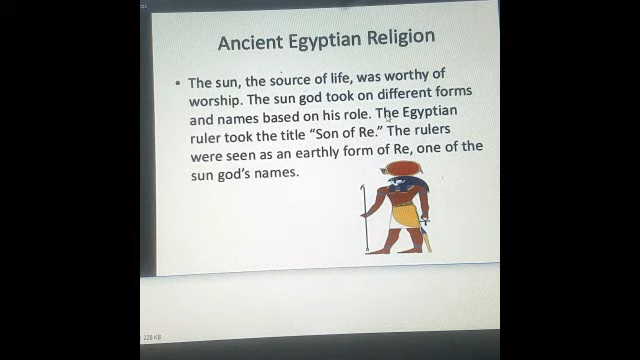 Ancient Egyptian Religion
• The sun, the source of life, was worthy of
worship. The sun god took on different forms
and names based on his role. The Egyptian
ruler took the title “Son of Re.” The rulers
were seen as an earthly form of Re, one of the
sun god’s names.
228 KB